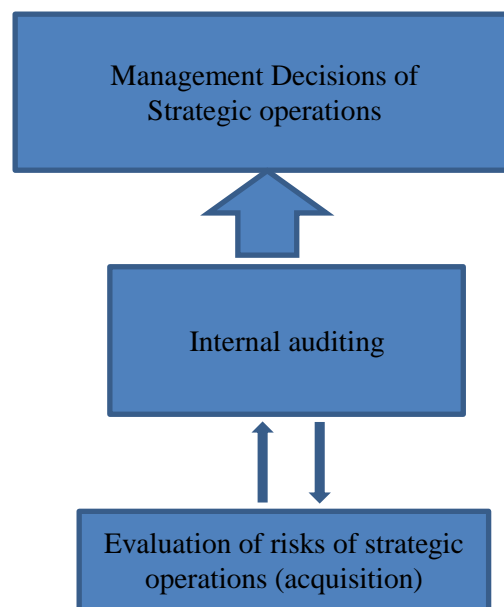 Management Decisions of
Strategic operations
Internal auditing
Evaluation of risks of strategic
operations (acquisition)